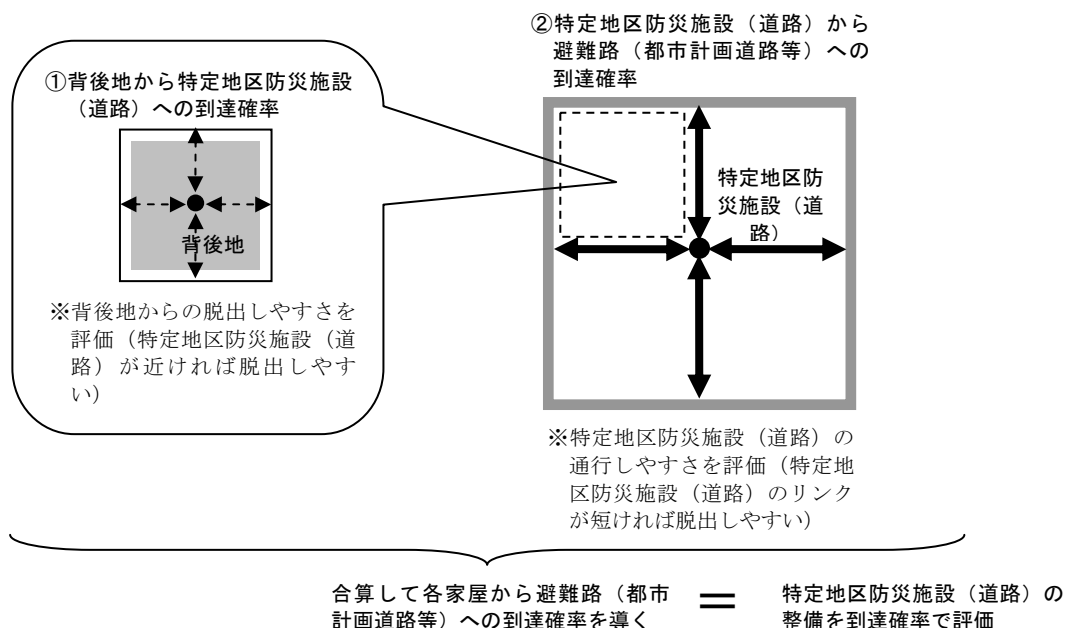 ①背後地から特定地区防災施設
（道路）への到達確率
背後地
※背後地からの脱出しやすさを
評価（特定地区防災施設（道
路）が近ければ脱出しやす
い）
②特定地区防災施設（道路）から
避難路（都市計画道路等）への
到達確率
特定地区防
災施設（道
路）
※特定地区防災施設（道路）の
通行しやすさを評価（特定地
区防災施設（道路）のリンク
が短ければ脱出しやすい）
合算して各家屋から避難路（都市
計画道路等）への到達確率を導く
＝
特定地区防災施設（道路）の
整備を到達確率で評価